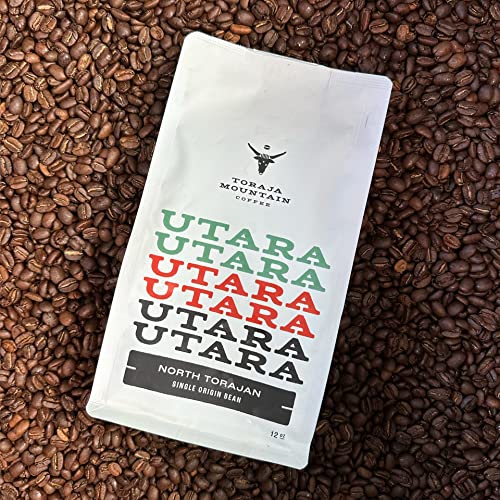 TORAJA
MOUNTAIN
COFFEE
UTARA
UTARA
UTARA
UTARA
UTARA
UTARA
NORTH TORAJAN
SINGLE ORIGIN BEAN
12